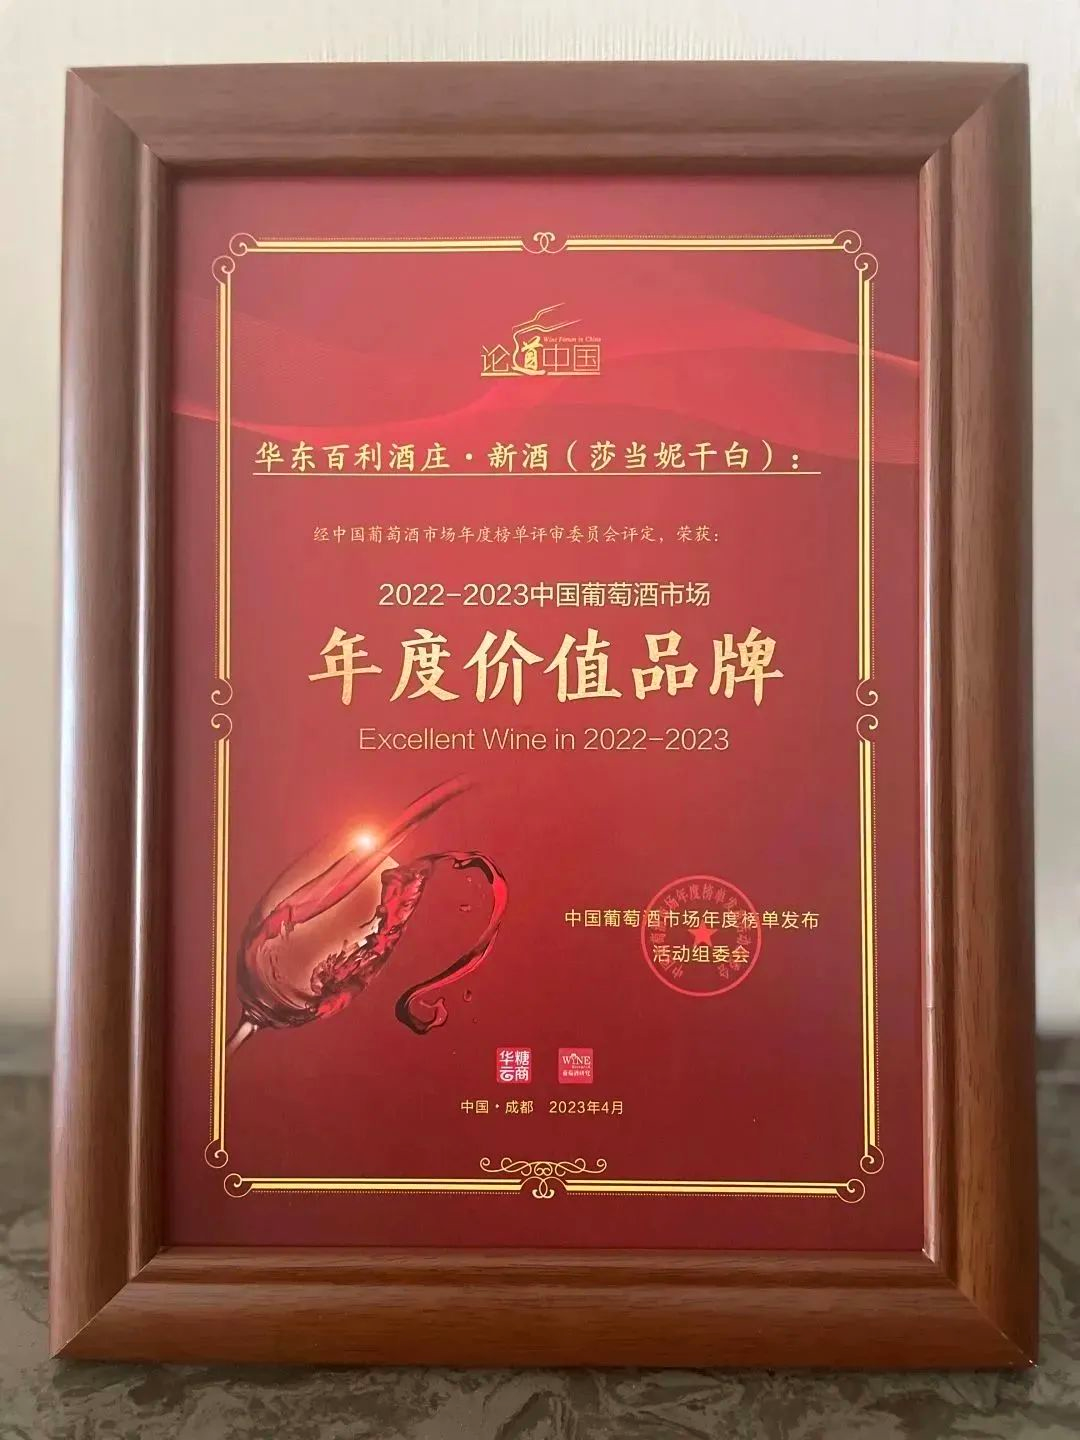 Wine Forum in China
论道中国
华东百利酒庄·新酒（莎当妮干白）：
经中国葡萄酒市场年度榜单评审委员会评定，荣获：
2022-2023中国葡萄酒市场
年度价值品牌
Excellent Wine in 2022-2023
中国葡萄酒市场年度榜单发布
活动组委会
华糖
云商
WINE
葡萄酒研究
中国·成都 2023年4月